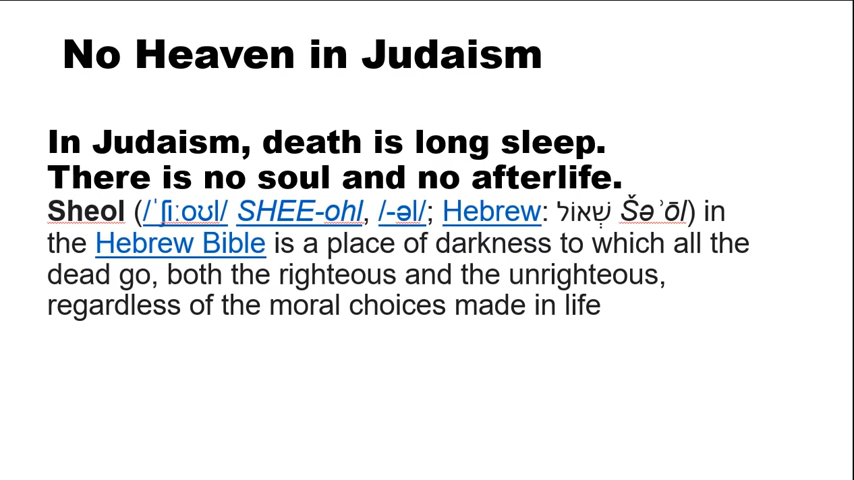 No Heaven in Judaism
In Judaism, death is long sleep.
There is no soul and no afterlife.
Sheol (/ˈʃiːoʊl/ SHEE-ohl, /-əl/; Hebrew: שְׁאוֹל Šəʾōl) in
the Hebrew Bible is a place of darkness to which all the
dead go, both the righteous and the unrighteous,
regardless of the moral choices made in life